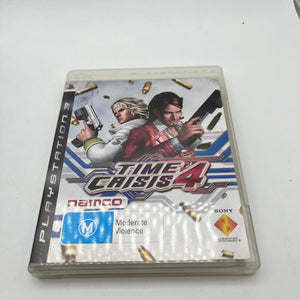 PLAYSTATION 3
TIME
CRISIS 4
namco
M
Moderate
Violence
SONY